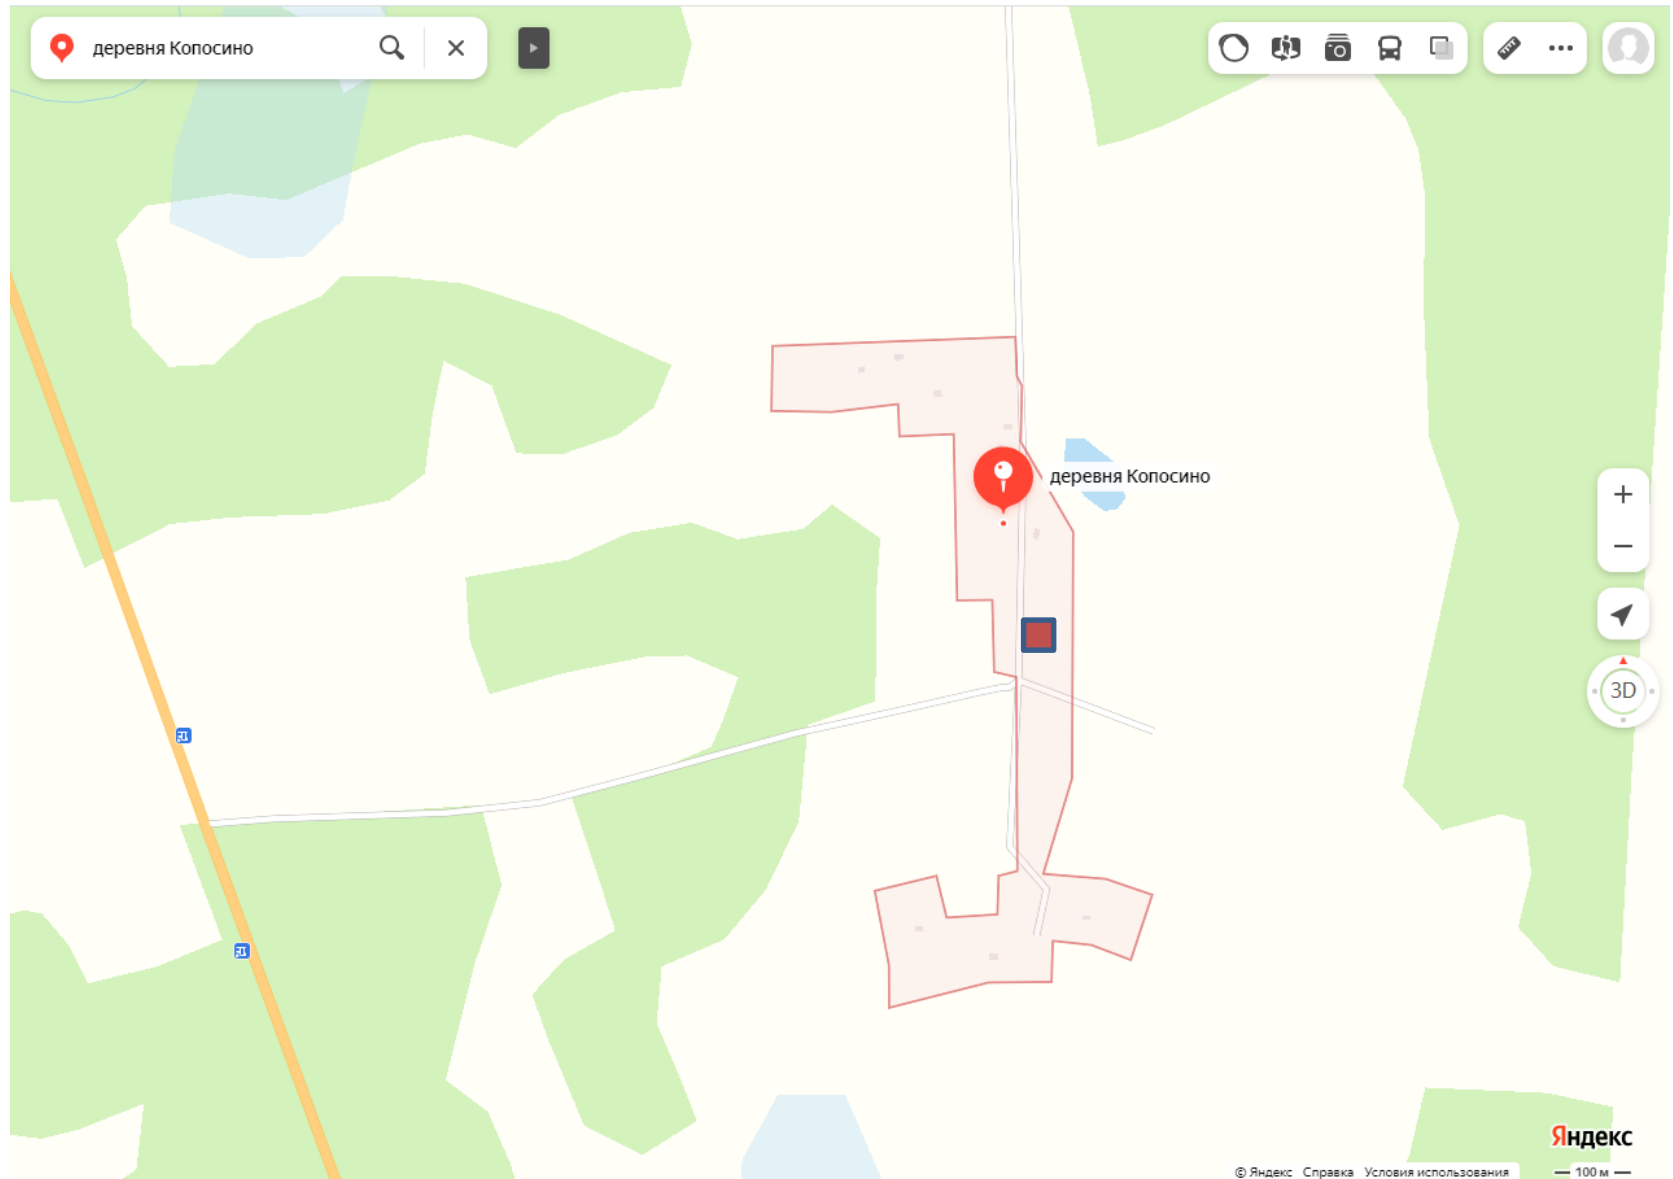 деревня Копосино
деревня Копосино
3D
Яндекс
© Яндекс Справка Условия использования
100 м